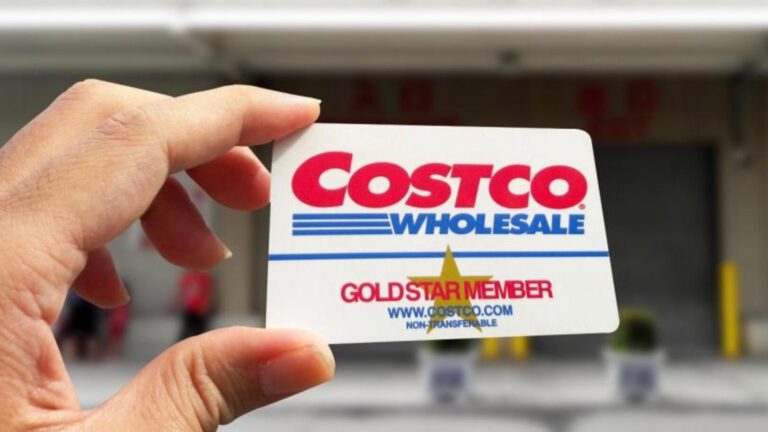 COSTCO
WHOLESALE
GOLD STAR MEMBER
WWW.COSTCO.COM
NON-TRANSFERABLE